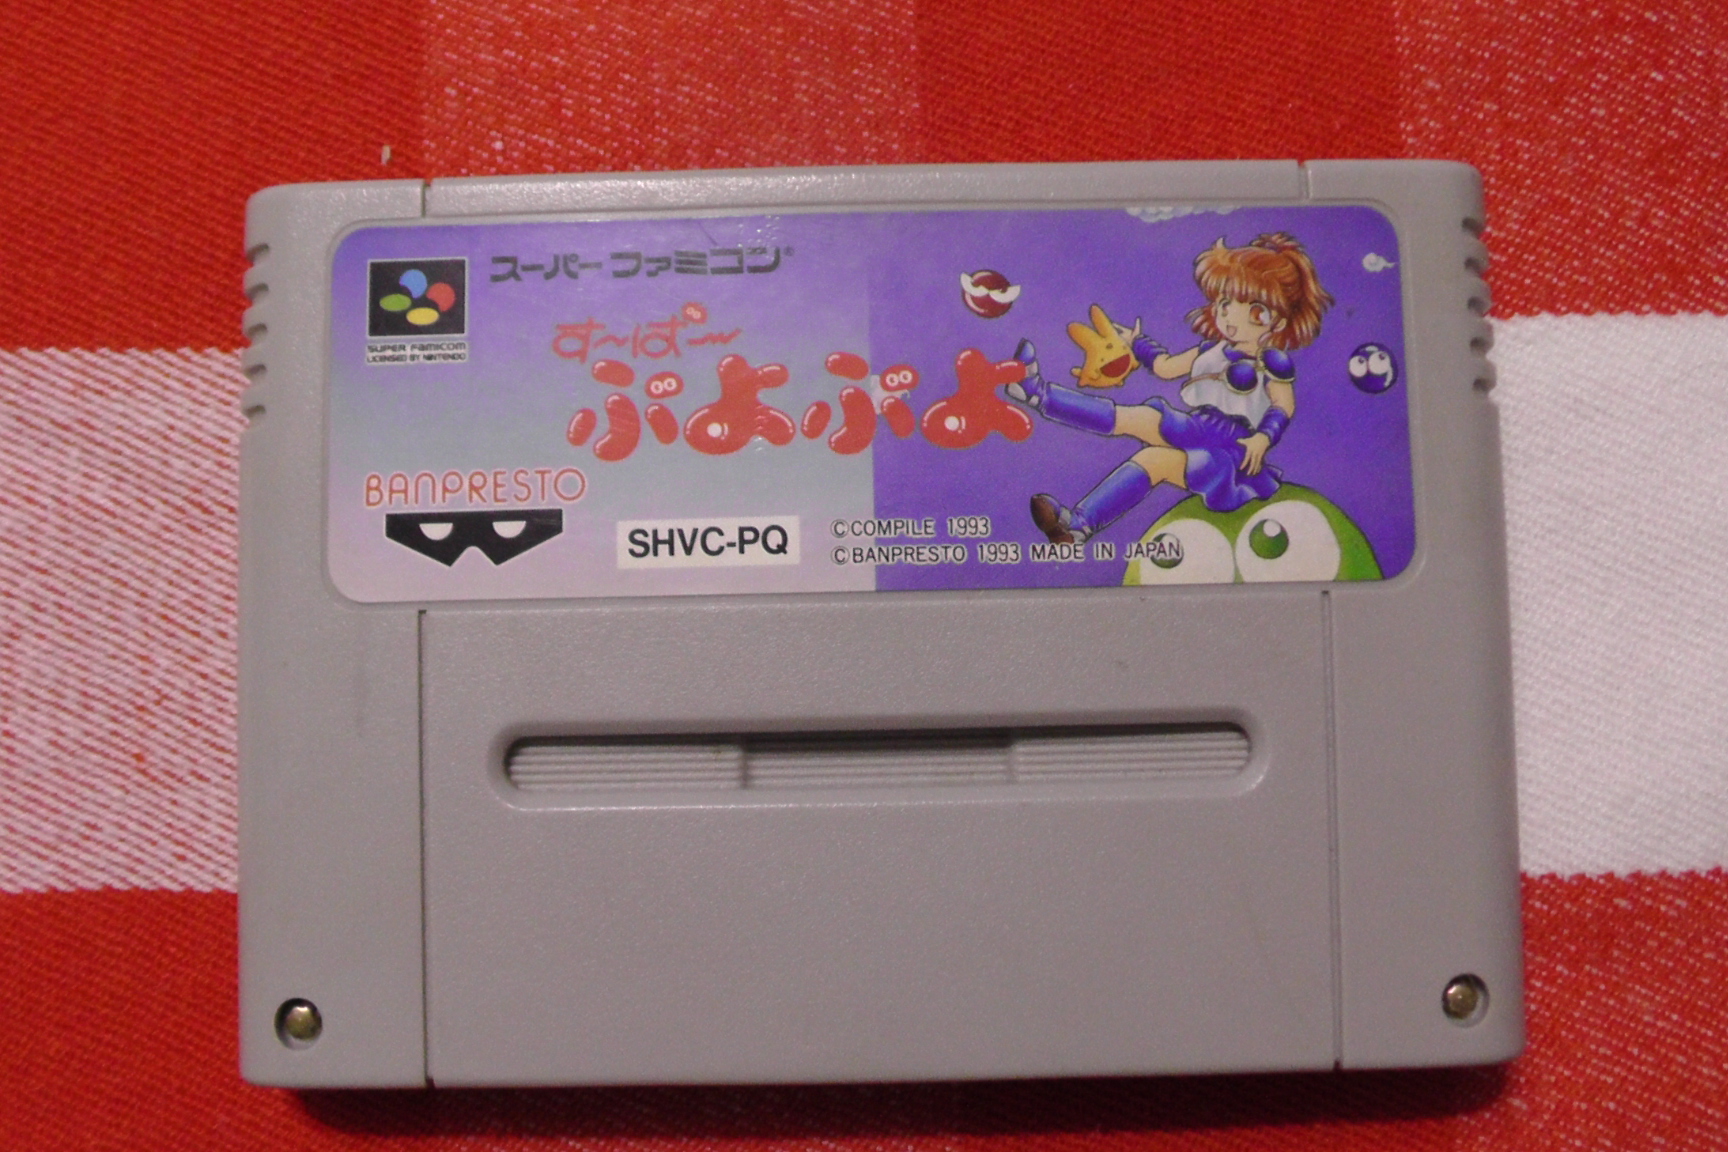 スーパーファミコン®
SUPER FAMICOM
LICENSED BY NINTENDO
す〜ぱ〜
ぷよぷよ
BANPRESTO
SHVC-PQ
©COMPILE 1993
©BANPRESTO 1993 MADE IN JAPAN